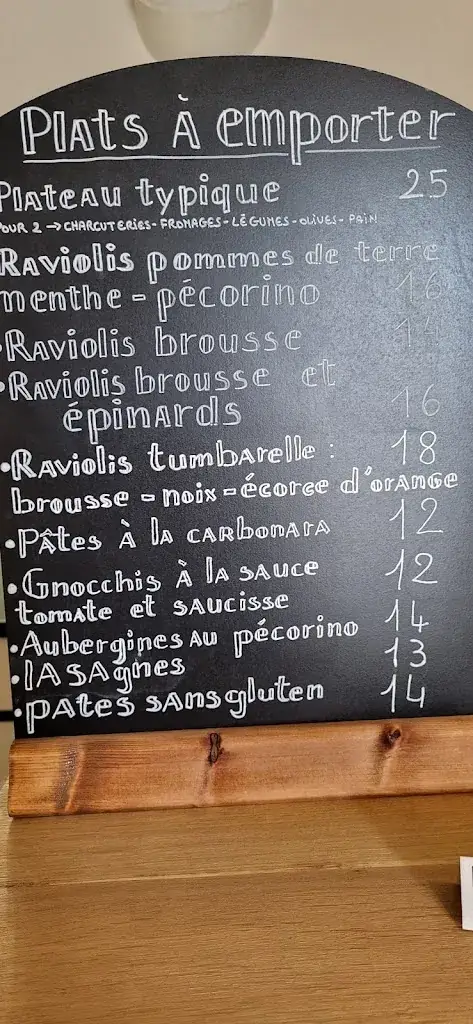 Plats À emporter
Plateau typique 25
Pour 2 → charcuteries - fromages - légumes - olives - pain
Raviolis pommes de terre
menthe - pécorino 16
• Raviolis brousse 14
• Raviolis brousse et
épinards 16
• Raviolis tumbarelle : 18
brousse - noix - écorce d'orange
• Pâtes à la carbonara 12
• Gnocchis à la sauce 12
tomate et saucisse
• Aubergines au pécorino 14
• lasagnes 13
• pates sans gluten 14